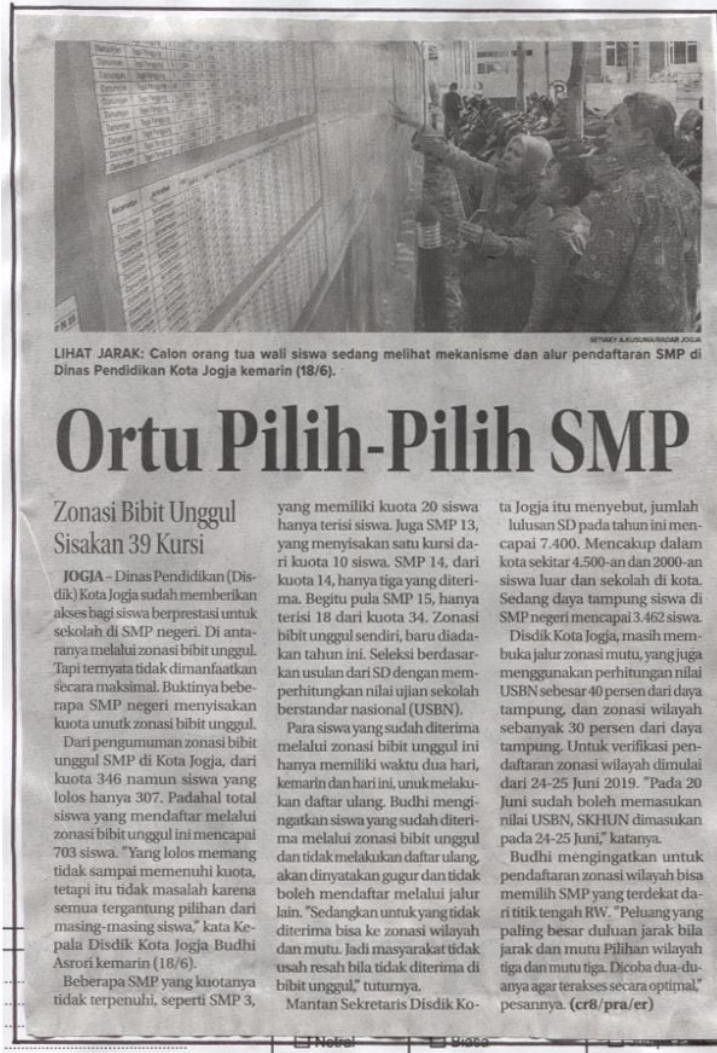 SETIAKY A.KUSUMA/RADAR JOGJA
LIHAT JARAK: Calon orang tua wali siswa sedang melihat mekanisme dan alur pendaftaran SMP di
Dinas Pendidikan Kota Jogja kemarin (18/6).
Ortu Pilih-Pilih SMP
Zonasi Bibit Unggul
Sisakan 39 Kursi
JOGJA – Dinas Pendidikan (Dis-
dik) Kota Jogja sudah memberikan
akses bagi siswa berprestasi untuk
sekolah di SMP negeri. Di anta-
ranya melalui zonasi bibit unggul.
Tapi ternyata tidak dimanfaatkan
secara maksimal. Buktinya bebe-
rapa SMP negeri menyisakan
kuota unutk zonasi bibit unggul.
Dari pengumuman zonasi bibit
unggul SMP di Kota Jogja, dari
kuota 346 namun siswa yang
lolos hanya 307. Padahal total
siswa yang mendaftar melalui
zonasi bibit unggul ini mencapai
703 siswa. "Yang lolos memang
tidak sampai memenuhi kuota,
tetapi itu tidak masalah karena
semua tergantung pilihan dari
masing-masing siswa," kata Ke-
pala Disdik Kota Jogja Budhi
Asrori kemarin (18/6).
Beberapa SMP yang kuotanya
tidak terpenuhi, seperti SMP 3,
yang memiliki kuota 20 siswa
hanya terisi siswa. Juga SMP 13,
yang menyisakan satu kursi da-
ri kuota 10 siswa. SMP 14, dari
kuota 14, hanya tiga yang diteri-
ma. Begitu pula SMP 15, hanya
terisi 18 dari kuota 34. Zonasi
bibit unggul sendiri, baru diada-
kan tahun ini. Seleksi berdasar-
kan usulan dari SD dengan mem-
perhitungkan nilai ujian sekolah
berstandar nasional (USBN).
Para siswa yang sudah diterima
melalui zonasi bibit unggul ini
hanya memiliki waktu dua hari,
kemarin dan hari ini, unuk melaku-
kan daftar ulang. Budhi mengi-
ngatkan siswa yang sudah diteri-
ma melalui zonasi bibit unggul
dan tidak melakukan daftar ulang,
akan dinyatakan gugur dan tidak
boleh mendaftar melalui jalur
lain. "Sedangkan untuk yang tidak
diterima bisa ke zonasi wilayah
dan mutu. Jadi masyarakat tidak
usah resah bila tidak diterima di
bibit unggul," tuturnya.
Mantan Sekretaris Disdik Ko-
ta Jogja itu menyebut, jumlah
lulusan SD pada tahun ini men-
capai 7.400. Mencakup dalam
kota sekitar 4.500-an dan 2000-an
siswa luar dan sekolah di kota.
Sedang daya tampung siswa di
SMP negeri mencapai 3.462 siswa.
Disdik Kota Jogja, masih mem-
buka jalur zonasi mutu, yang juga
menggunakan perhitungan nilai
USBN sebesar 40 persen dari daya
tampung, dan zonasi wilayah
sebanyak 30 persen dari daya
tampung. Untuk verifikasi pen-
daftaran zonasi wilayah dimulai
dari 24-25 Juni 2019. "Pada 20
Juni sudah boleh memasukan
nilai USBN, SKHUN dimasukan
pada 24-25 Juni," katanya.
Budhi mengingatkan untuk
pendaftaran zonasi wilayah bisa
memilih SMP yang terdekat da-
ri titik tengah RW. "Peluang yang
paling besar duluan jarak bila
jarak dan mutu Pilihan wilayah
tiga dan mutu tiga. Dicoba dua-du-
anya agar terakses secara optimal,"
pesannya. (cr8/pra/er)